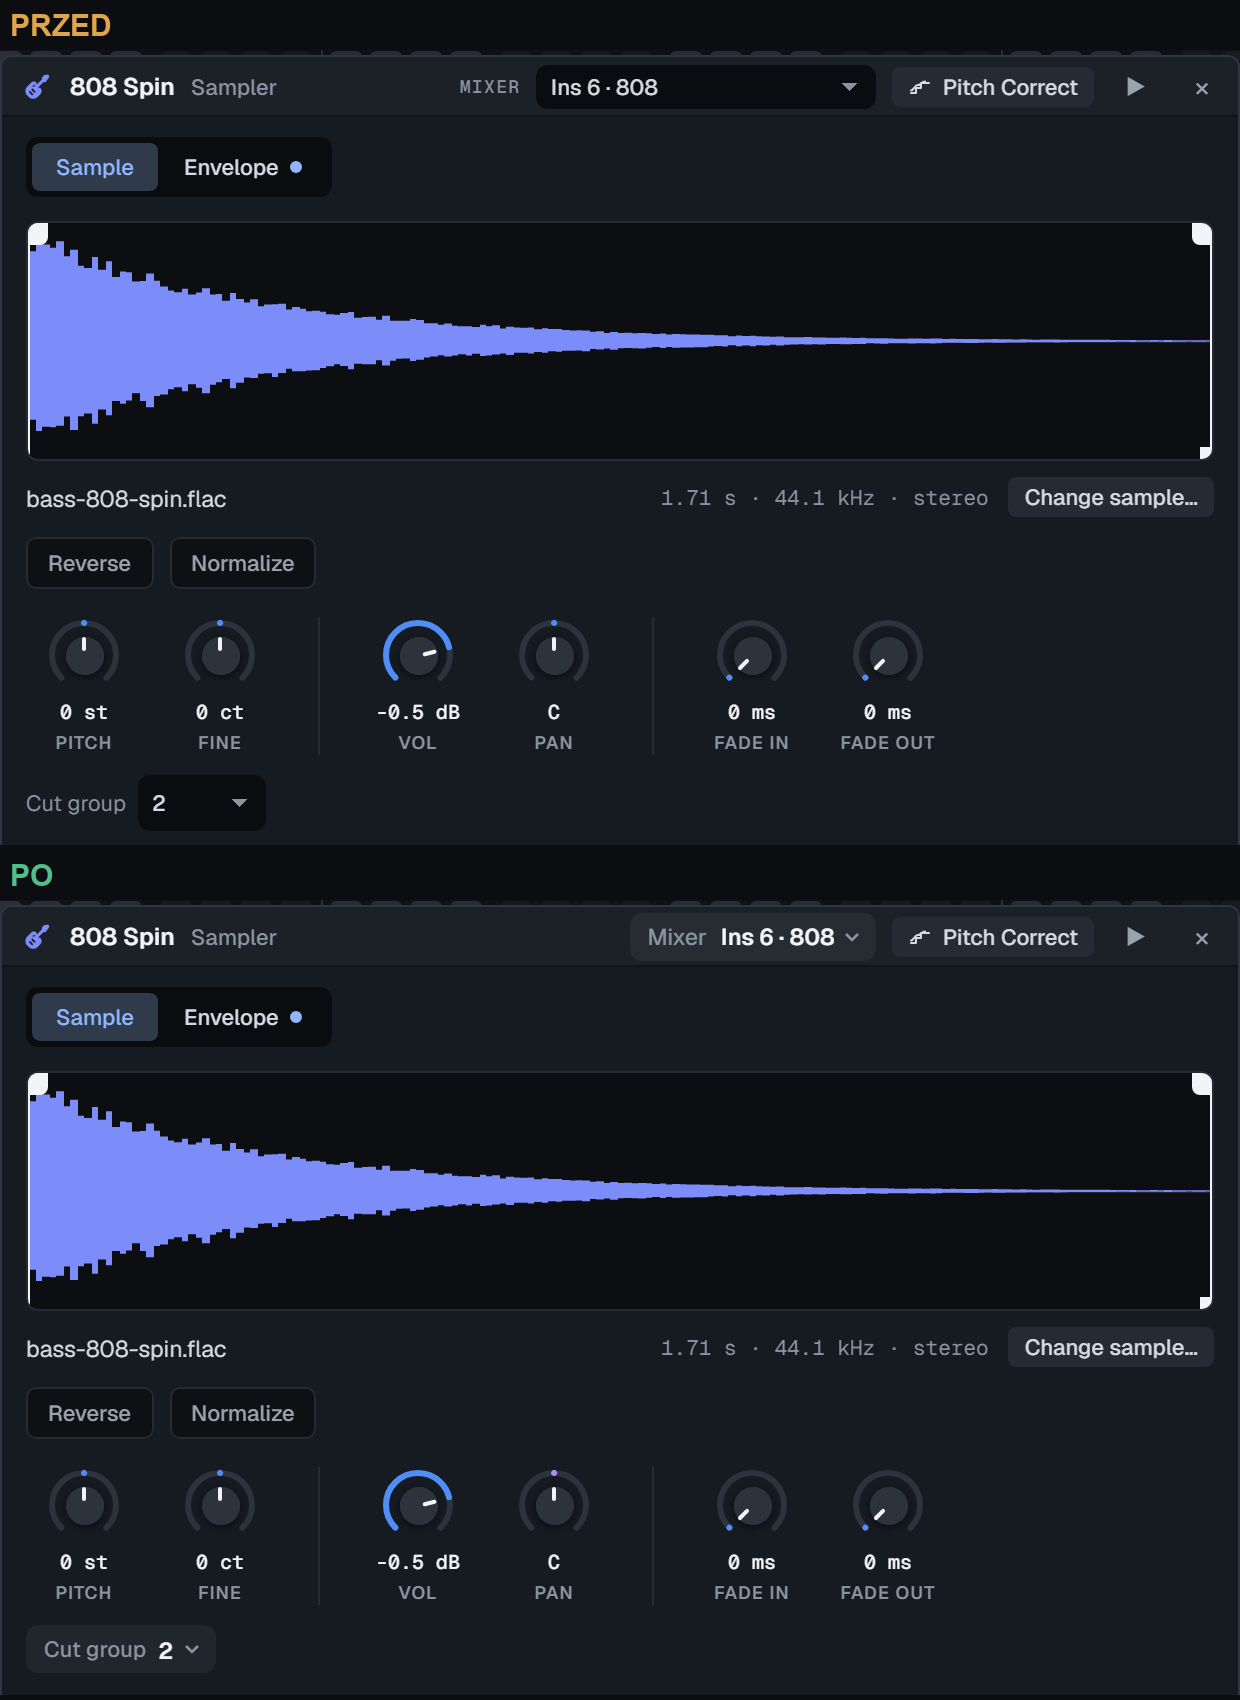 PRZED
808 Spin Sampler MIXER Ins 6 · 808 Pitch Correct
Sample Envelope
bass-808-spin.flac 1.71 s · 44.1 kHz · stereo Change sample...
Reverse Normalize
0 st 0 ct -0.5 dB C 0 ms 0 ms
PITCH FINE VOL PAN FADE IN FADE OUT
Cut group 2
PO
808 Spin Sampler Mixer Ins 6 · 808 Pitch Correct
Sample Envelope
bass-808-spin.flac 1.71 s · 44.1 kHz · stereo Change sample...
Reverse Normalize
0 st 0 ct -0.5 dB C 0 ms 0 ms
PITCH FINE VOL PAN FADE IN FADE OUT
Cut group 2